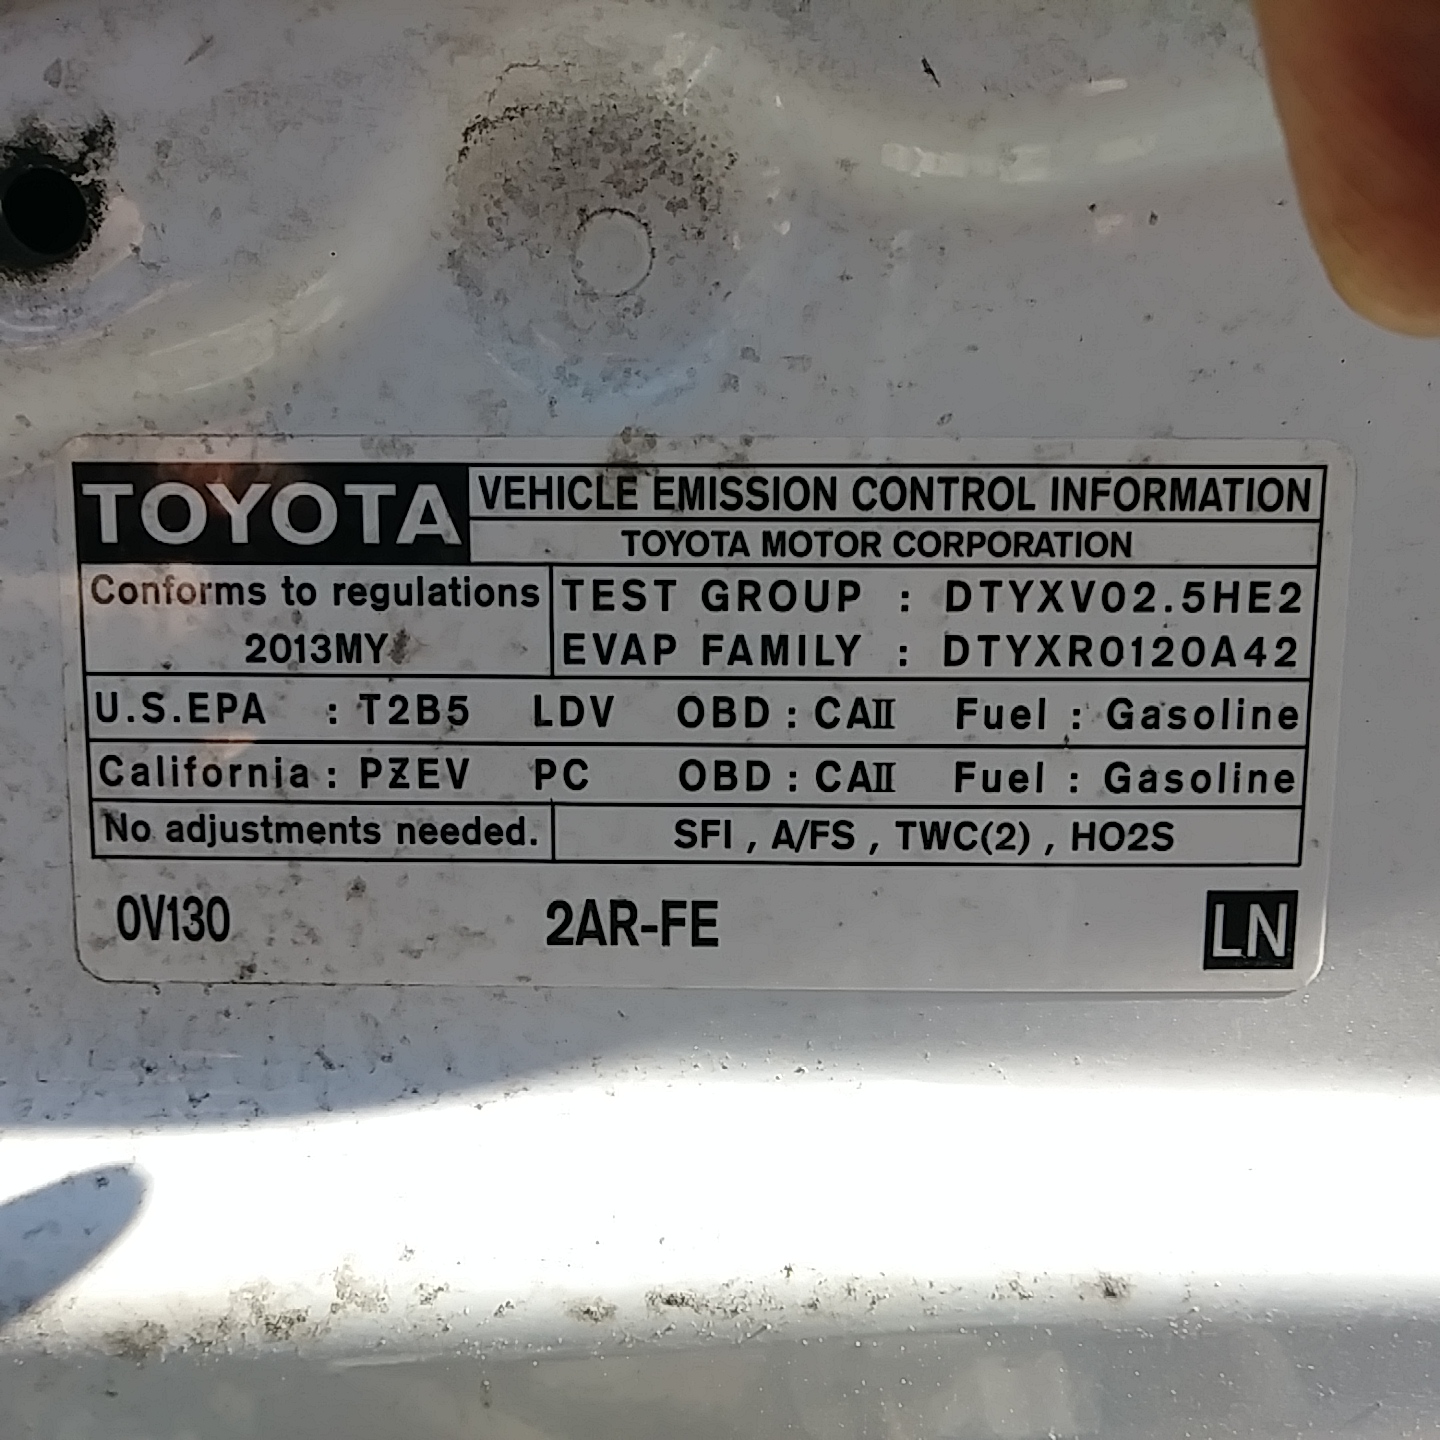 TOYOTA VEHICLE EMISSION CONTROL INFORMATION
TOYOTA MOTOR CORPORATION
Conforms to regulations
2013MY
TEST GROUP : DTYXV02.5HE2
EVAP FAMILY : DTYXR0120A42
U.S.EPA : T2B5 LDV OBD : CAII Fuel : Gasoline
California : PZEV PC OBD : CAII Fuel : Gasoline
No adjustments needed. SFI , A/FS , TWC(2) , HO2S
0V130 2AR-FE LN